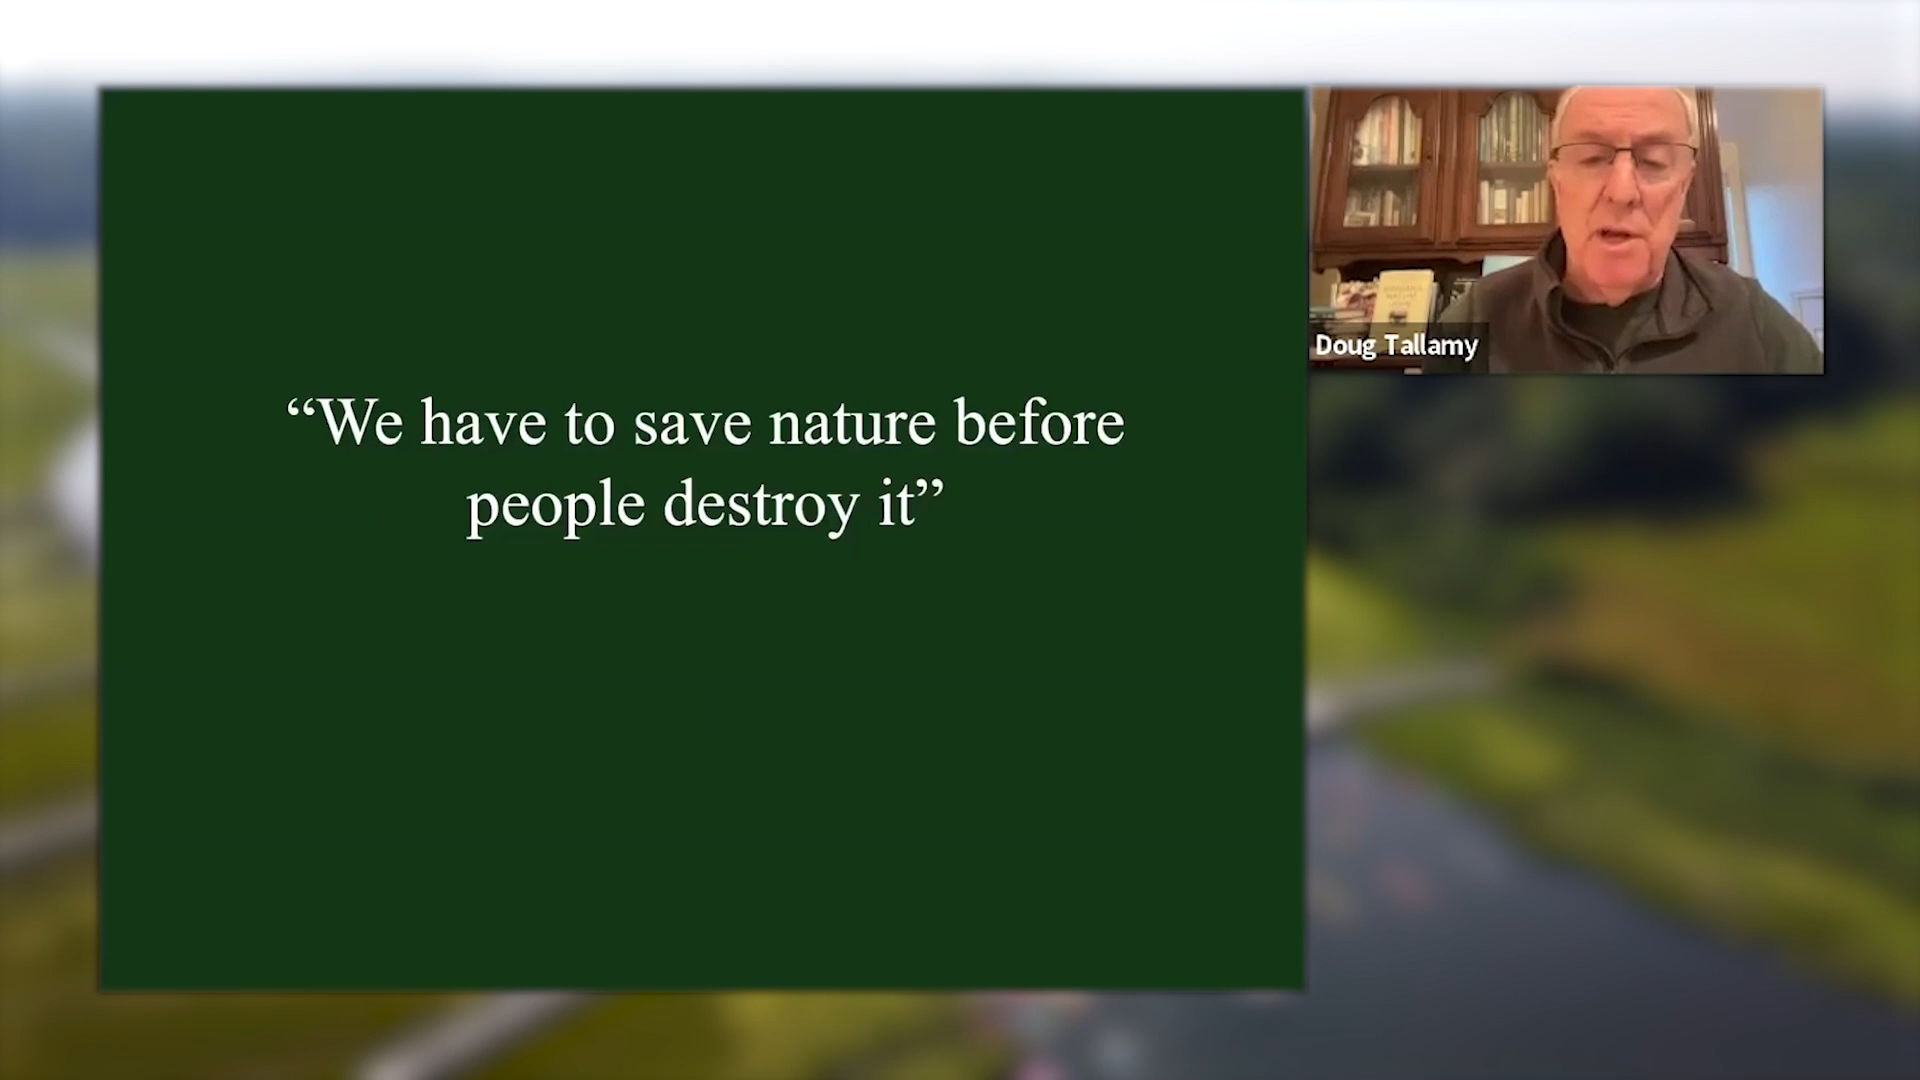 “We have to save nature before
people destroy it”
Doug Tallamy